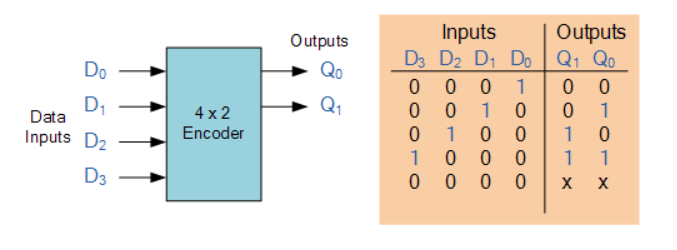 Outputs
D₀ Q₀
D₁ Q₁
Data
Inputs
D₂
D₃
4 x 2
Encoder
Inputs Outputs
D₃ D₂ D₁ D₀ Q₁ Q₀
0 0 0 1 0 0
0 0 1 0 0 1
0 1 0 0 1 0
1 0 0 0 1 1
0 0 0 0 x x